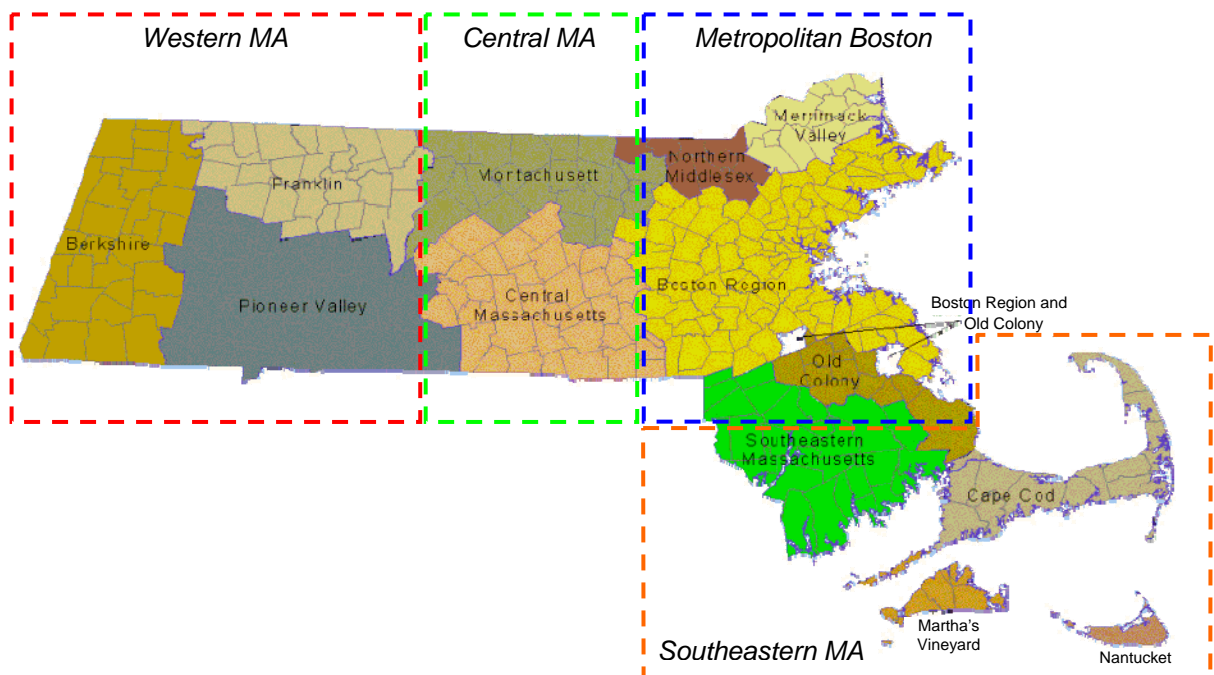 Western MA
Central MA
Metropolitan Boston
Merrimack
Valley
Northern
Middlesex
Mortachusett
Franklin
Berkshire
Pioneer Valley
Central
Massachusetts
Boston Region
Boston Region and
Old Colony
Old
Colony
Southeastern
Massachusetts
Cape Cod
Martha's
Vineyard
Nantucket
Southeastern MA